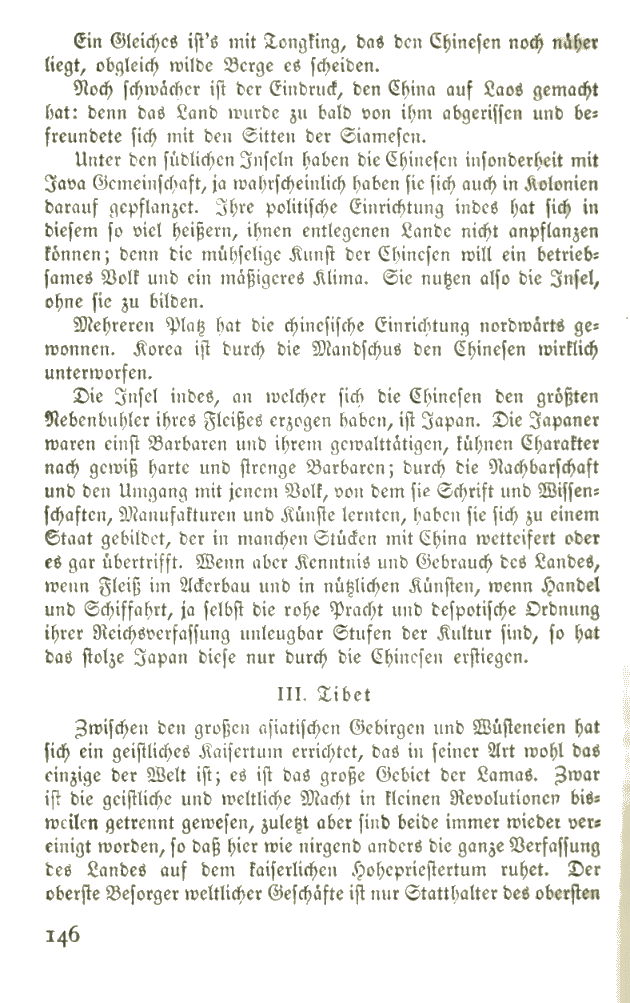 Ein Gleiches ist's mit Tongking, das den Chinesen noch näher
liegt, obgleich wilde Berge es scheiden.
Noch schwächer ist der Eindruck, den China auf Laos gemacht
hat: denn das Land wurde zu bald von ihm abgerissen und be-
freundete sich mit den Sitten der Siamesen.
Unter den südlichen Inseln haben die Chinesen insonderheit mit
Java Gemeinschaft, ja wahrscheinlich haben sie sich auch in Kolonien
darauf gepflanzet. Ihre politische Einrichtung indes hat sich in
diesem so viel heißern, ihnen entlegenen Lande nicht anpflanzen
können; denn die mühselige Kunst der Chinesen will ein betrieb-
sames Volk und ein mäßigeres Klima. Sie nutzen also die Insel,
ohne sie zu bilden.
Mehreren Platz hat die chinesische Einrichtung nordwärts ge-
wonnen. Korea ist durch die Mandschus den Chinesen wirklich
unterworfen.
Die Insel indes, an welcher sich die Chinesen den größten
Nebenbuhler ihres Fleißes erzogen haben, ist Japan. Die Japaner
waren einst Barbaren und ihrem gewalttätigen, kühnen Charakter
nach gewiß harte und strenge Barbaren; durch die Nachbarschaft
und den Umgang mit jenem Volk, von dem sie Schrift und Wissen-
schaften, Manufakturen und Künste lernten, haben sie sich zu einem
Staat gebildet, der in manchen Stücken mit China wetteifert oder
es gar übertrifft. Wenn aber Kenntnis und Gebrauch des Landes,
wenn Fleiß im Ackerbau und in nützlichen Künsten, wenn Handel
und Schiffahrt, ja selbst die rohe Pracht und despotische Ordnung
ihrer Reichsverfassung unleugbar Stufen der Kultur sind, so hat
das stolze Japan diese nur durch die Chinesen erstiegen.
III. Tibet
Zwischen den großen asiatischen Gebirgen und Wüsteneien hat
sich ein geistliches Kaisertum errichtet, das in seiner Art wohl das
einzige der Welt ist; es ist das große Gebiet der Lamas. Zwar
ist die geistliche und weltliche Macht in kleinen Revolutionen bis-
weilen getrennt gewesen, zuletzt aber sind beide immer wieder ver-
einigt worden, so daß hier wie nirgend anders die ganze Verfassung
des Landes auf dem kaiserlichen Hohepriestertum ruhet. Der
oberste Besorger weltlicher Geschäfte ist nur Statthalter des obersten
146